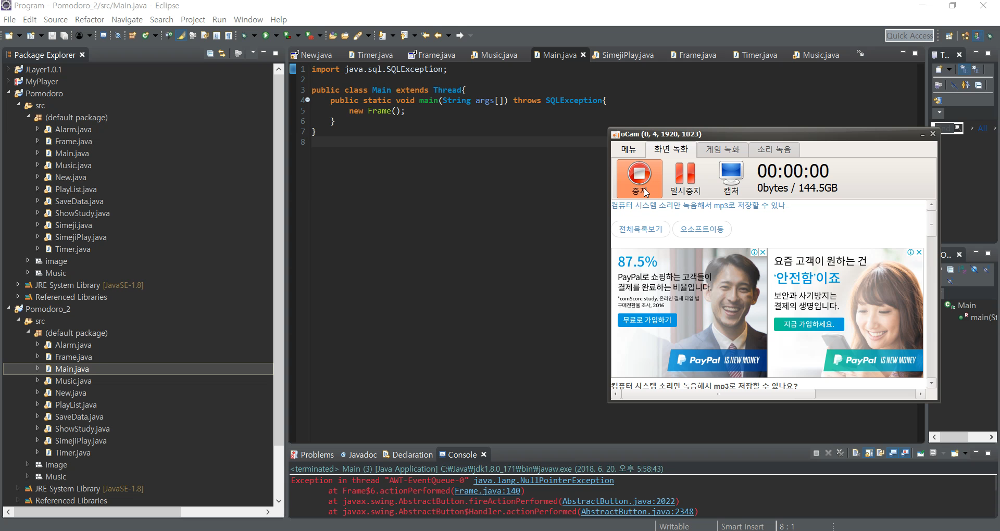 Program - Pomodoro_2/src/Main.java - Eclipse
File Edit Source Refactor Navigate Search Project Run Window Help
Quick Access
Package Explorer
JLayer1.0.1
MyPlayer
Pomodoro
src
(default package)
Alarm.java
Frame.java
Main.java
Music.java
New.java
PlayList.java
SaveData.java
ShowStudy.java
Simeji.java
SimejiPlay.java
Timer.java
image
Music
JRE System Library [JavaSE-1.8]
Referenced Libraries
Pomodoro_2
src
(default package)
Alarm.java
Frame.java
Main.java
Music.java
New.java
PlayList.java
SaveData.java
ShowStudy.java
SimejiPlay.java
Timer.java
image
Music
JRE System Library [JavaSE-1.8]
Referenced Libraries
New.java Timer.java Frame.java Music.java Main.java SimejiPlay.java Frame.java Timer.java Music.java
1 import java.sql.SQLException;
2
3 public class Main extends Thread{
4 public static void main(String args[]) throws SQLException{
5 new Frame();
6 }
7 }
8
T...
All
oCam (0, 4, 1920, 1023)
메뉴 화면 녹화 게임 녹화 소리 녹음
중지 일시중지 캡처
00:00:00
0bytes / 144.5GB
컴퓨터 시스템 소리만 녹음해서 mp3로 저장할 수 있나..
전체목록보기 오소프트이동
87.5%
PayPal로 쇼핑하는 고객들이
결제를 완료하는 비율입니다.
*comScore study, 온라인 결제 타입 별
구매전환율 조사, 2016
무료로 가입하기
PayPal IS NEW MONEY
요즘 고객이 원하는 건
'안전함'이죠
보안과 사기방지는
결제의 생명입니다.
지금 가입하세요.
PayPal IS NEW MONEY
컴퓨터 시스템 소리만 녹음해서 mp3로 저장할 수 있나요?
O...
Main
main(St
Problems @ Javadoc Declaration Console
<terminated> Main (3) [Java Application] C:₩Java₩jdk1.8.0_171₩bin₩javaw.exe (2018. 6. 20. 오후 5:58:43)
Exception in thread "AWT-EventQueue-0" java.lang.NullPointerException
at Frame$6.actionPerformed(Frame.java:140)
at javax.swing.AbstractButton.fireActionPerformed(AbstractButton.java:2022)
at javax.swing.AbstractButton$Handler.actionPerformed(AbstractButton.java:2348)
Writable Smart Insert 8 : 1